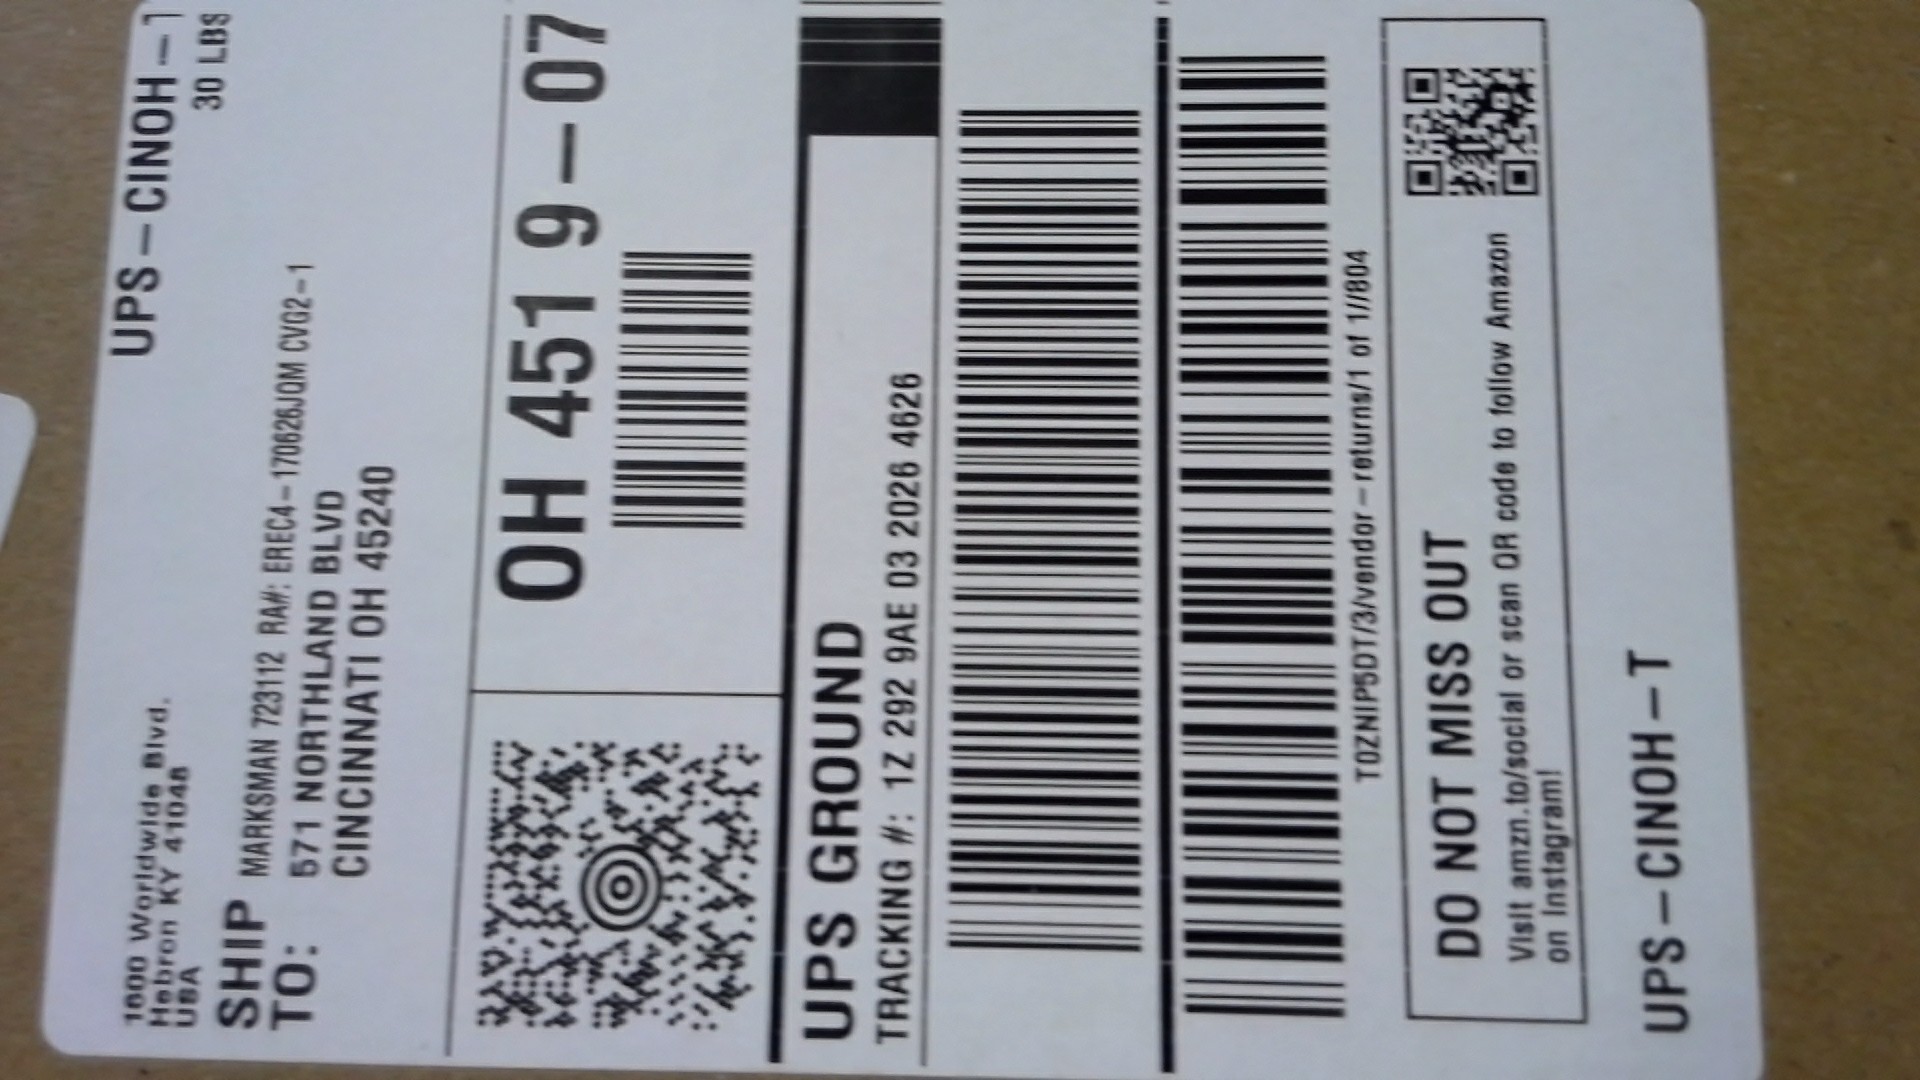 1600 Worldwide Blvd.
Hebron KY 41048
USA
UPS-CINOH-1
30 LBS
SHIP
TO:
MARKSMAN 723112 RA#: EREC4-170626JQM CVG2-1
571 NORTHLAND BLVD
CINCINNATI OH 45240
OH 451 9-07
UPS GROUND
TRACKING #: 1Z 292 9AE 03 2026 4626
T0ZNIP5DT/3/vendor-returns/1 of 1//804
DO NOT MISS OUT
Visit amzn.to/social or scan QR code to follow Amazon
on Instagram!
UPS-CINOH-T